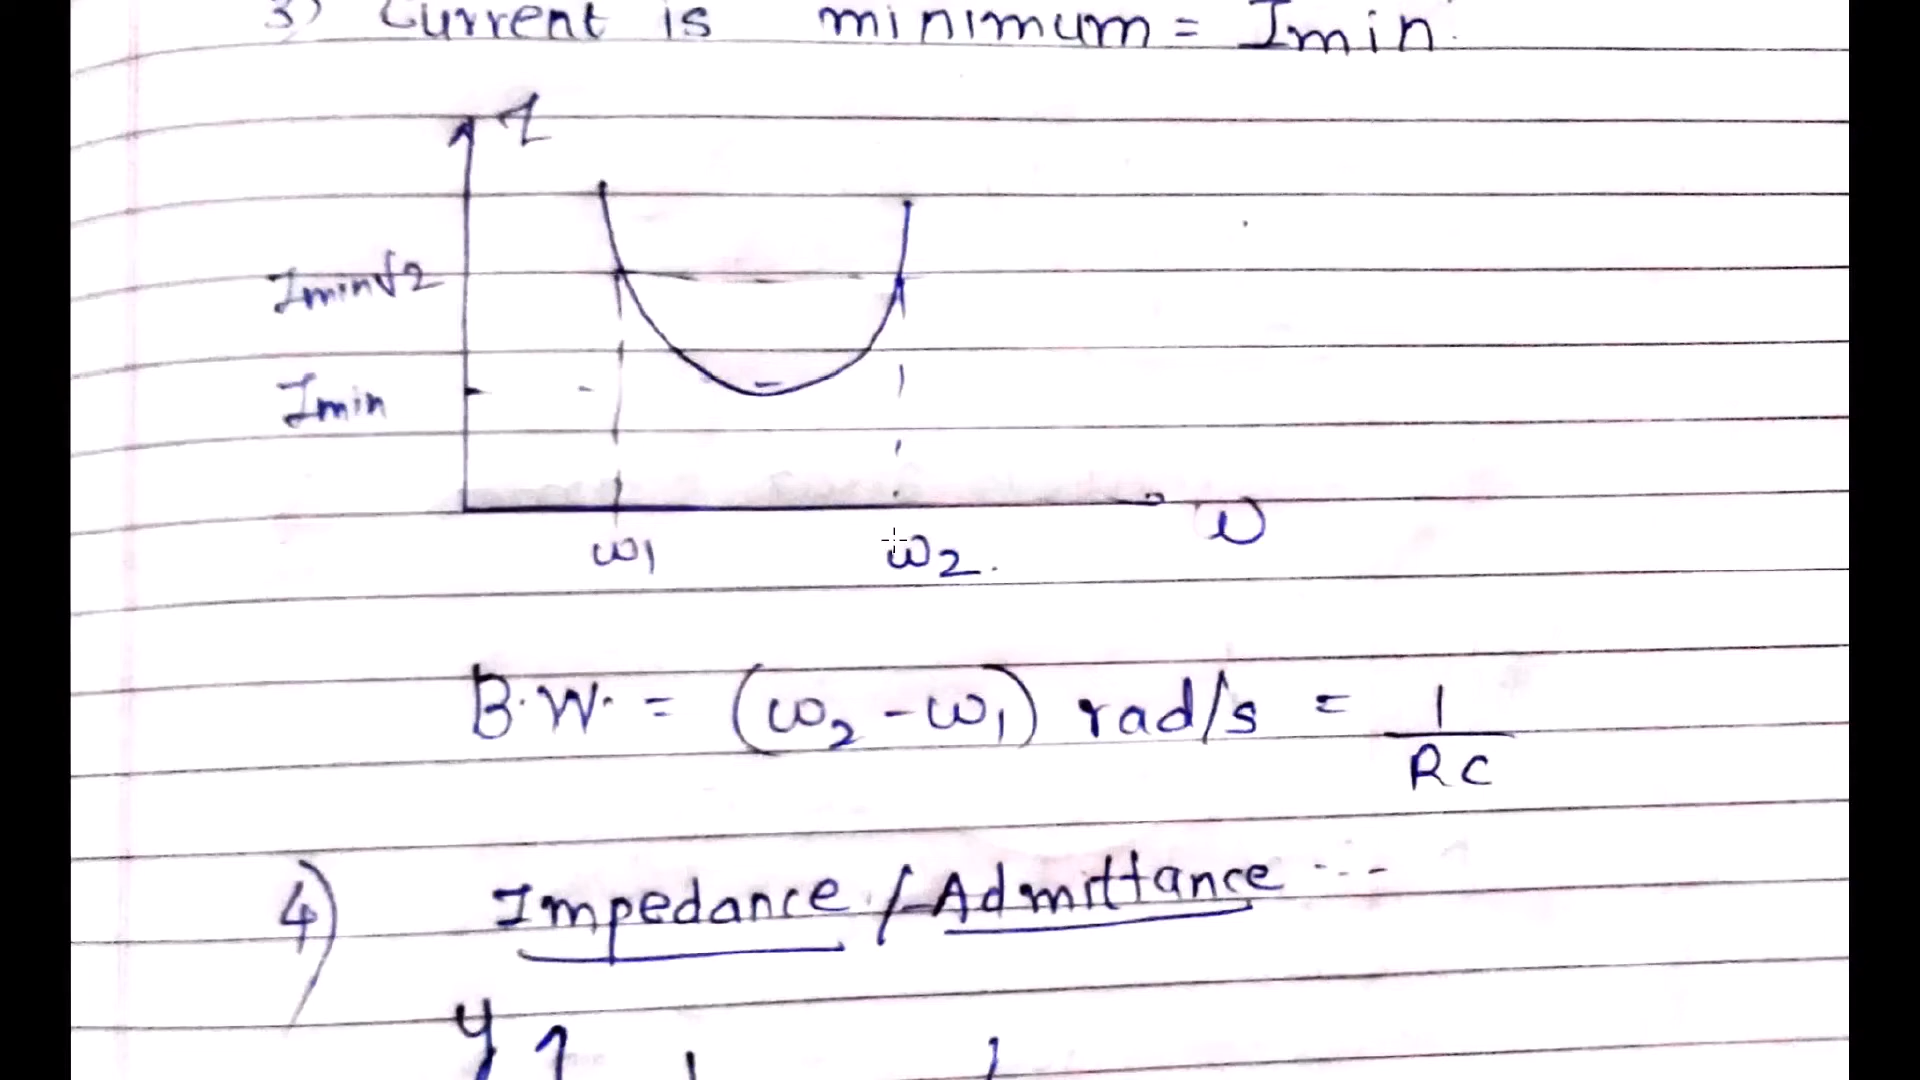 3) Current is minimum = Imin.
I
Imin√2
Imin
ω
ω1 ω2.
B.W. = (ω2 - ω1) rad/s = 1/RC
4) Impedance / Admittance ---
y